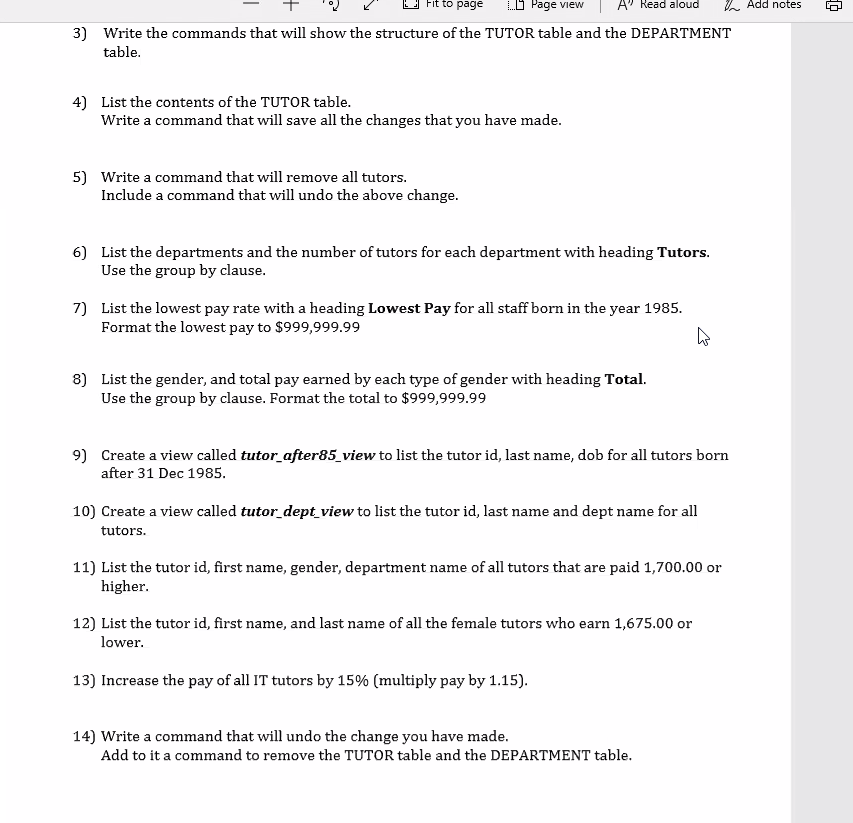 Fit to page
Page view
Read aloud
Add notes
3) Write the commands that will show the structure of the TUTOR table and the DEPARTMENT
table.
4) List the contents of the TUTOR table.
Write a command that will save all the changes that you have made.
5) Write a command that will remove all tutors.
Include a command that will undo the above change.
6) List the departments and the number of tutors for each department with heading Tutors.
Use the group by clause.
7) List the lowest pay rate with a heading Lowest Pay for all staff born in the year 1985.
Format the lowest pay to $999,999.99
8) List the gender, and total pay earned by each type of gender with heading Total.
Use the group by clause. Format the total to $999,999.99
9) Create a view called tutor_after85_view to list the tutor id, last name, dob for all tutors born
after 31 Dec 1985.
10) Create a view called tutor_dept_view to list the tutor id, last name and dept name for all
tutors.
11) List the tutor id, first name, gender, department name of all tutors that are paid 1,700.00 or
higher.
12) List the tutor id, first name, and last name of all the female tutors who earn 1,675.00 or
lower.
13) Increase the pay of all IT tutors by 15% (multiply pay by 1.15).
14) Write a command that will undo the change you have made.
Add to it a command to remove the TUTOR table and the DEPARTMENT table.